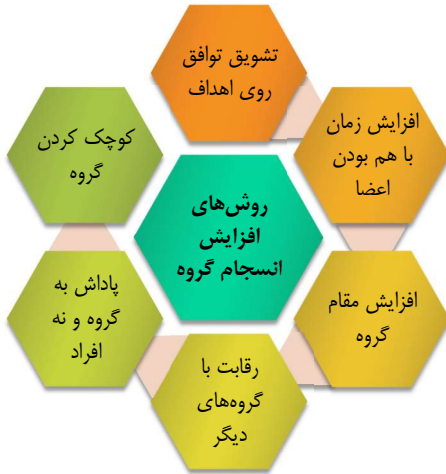 تشویق توافق
روی اهداف
افزایش زمان
با هم بودن
اعضا
کوچک کردن
گروه
روش‌های
افزایش
انسجام گروه
افزایش مقام
گروه
پاداش به
گروه و نه
افراد
رقابت با
گروه‌های
دیگر